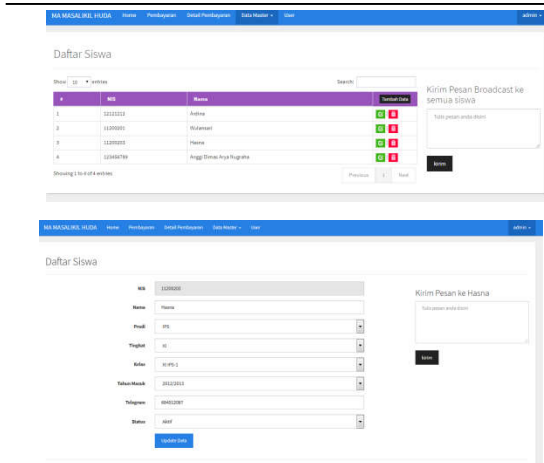 MA MASALIKIL HUDA Home Pembayaran Detail Pembayaran Data Master User admin
Daftar Siswa
Show 10 entries Search:
# NIS Nama Tambah Data
1 12123212 Ardina
2 11209201 Wulansari
3 11209203 Hasna
4 123456789 Anggi Dimas Arya Nugraha
Showing 1 to 4 of 4 entries Previous 1 Next
Kirim Pesan Broadcast ke
semua siswa
Tulis pesan anda disini
kirim
MA MASALIKIL HUDA Home Pembayaran Detail Pembayaran Data Master User admin
Daftar Siswa
NIS 11209203
Nama Hasna
Prodi IPS
Tingkat XI
Kelas XI IPS-1
Tahun Masuk 2012/2013
Telegram
Status Aktif
Update Data
Kirim Pesan ke Hasna
Tulis pesan anda disini
kirim